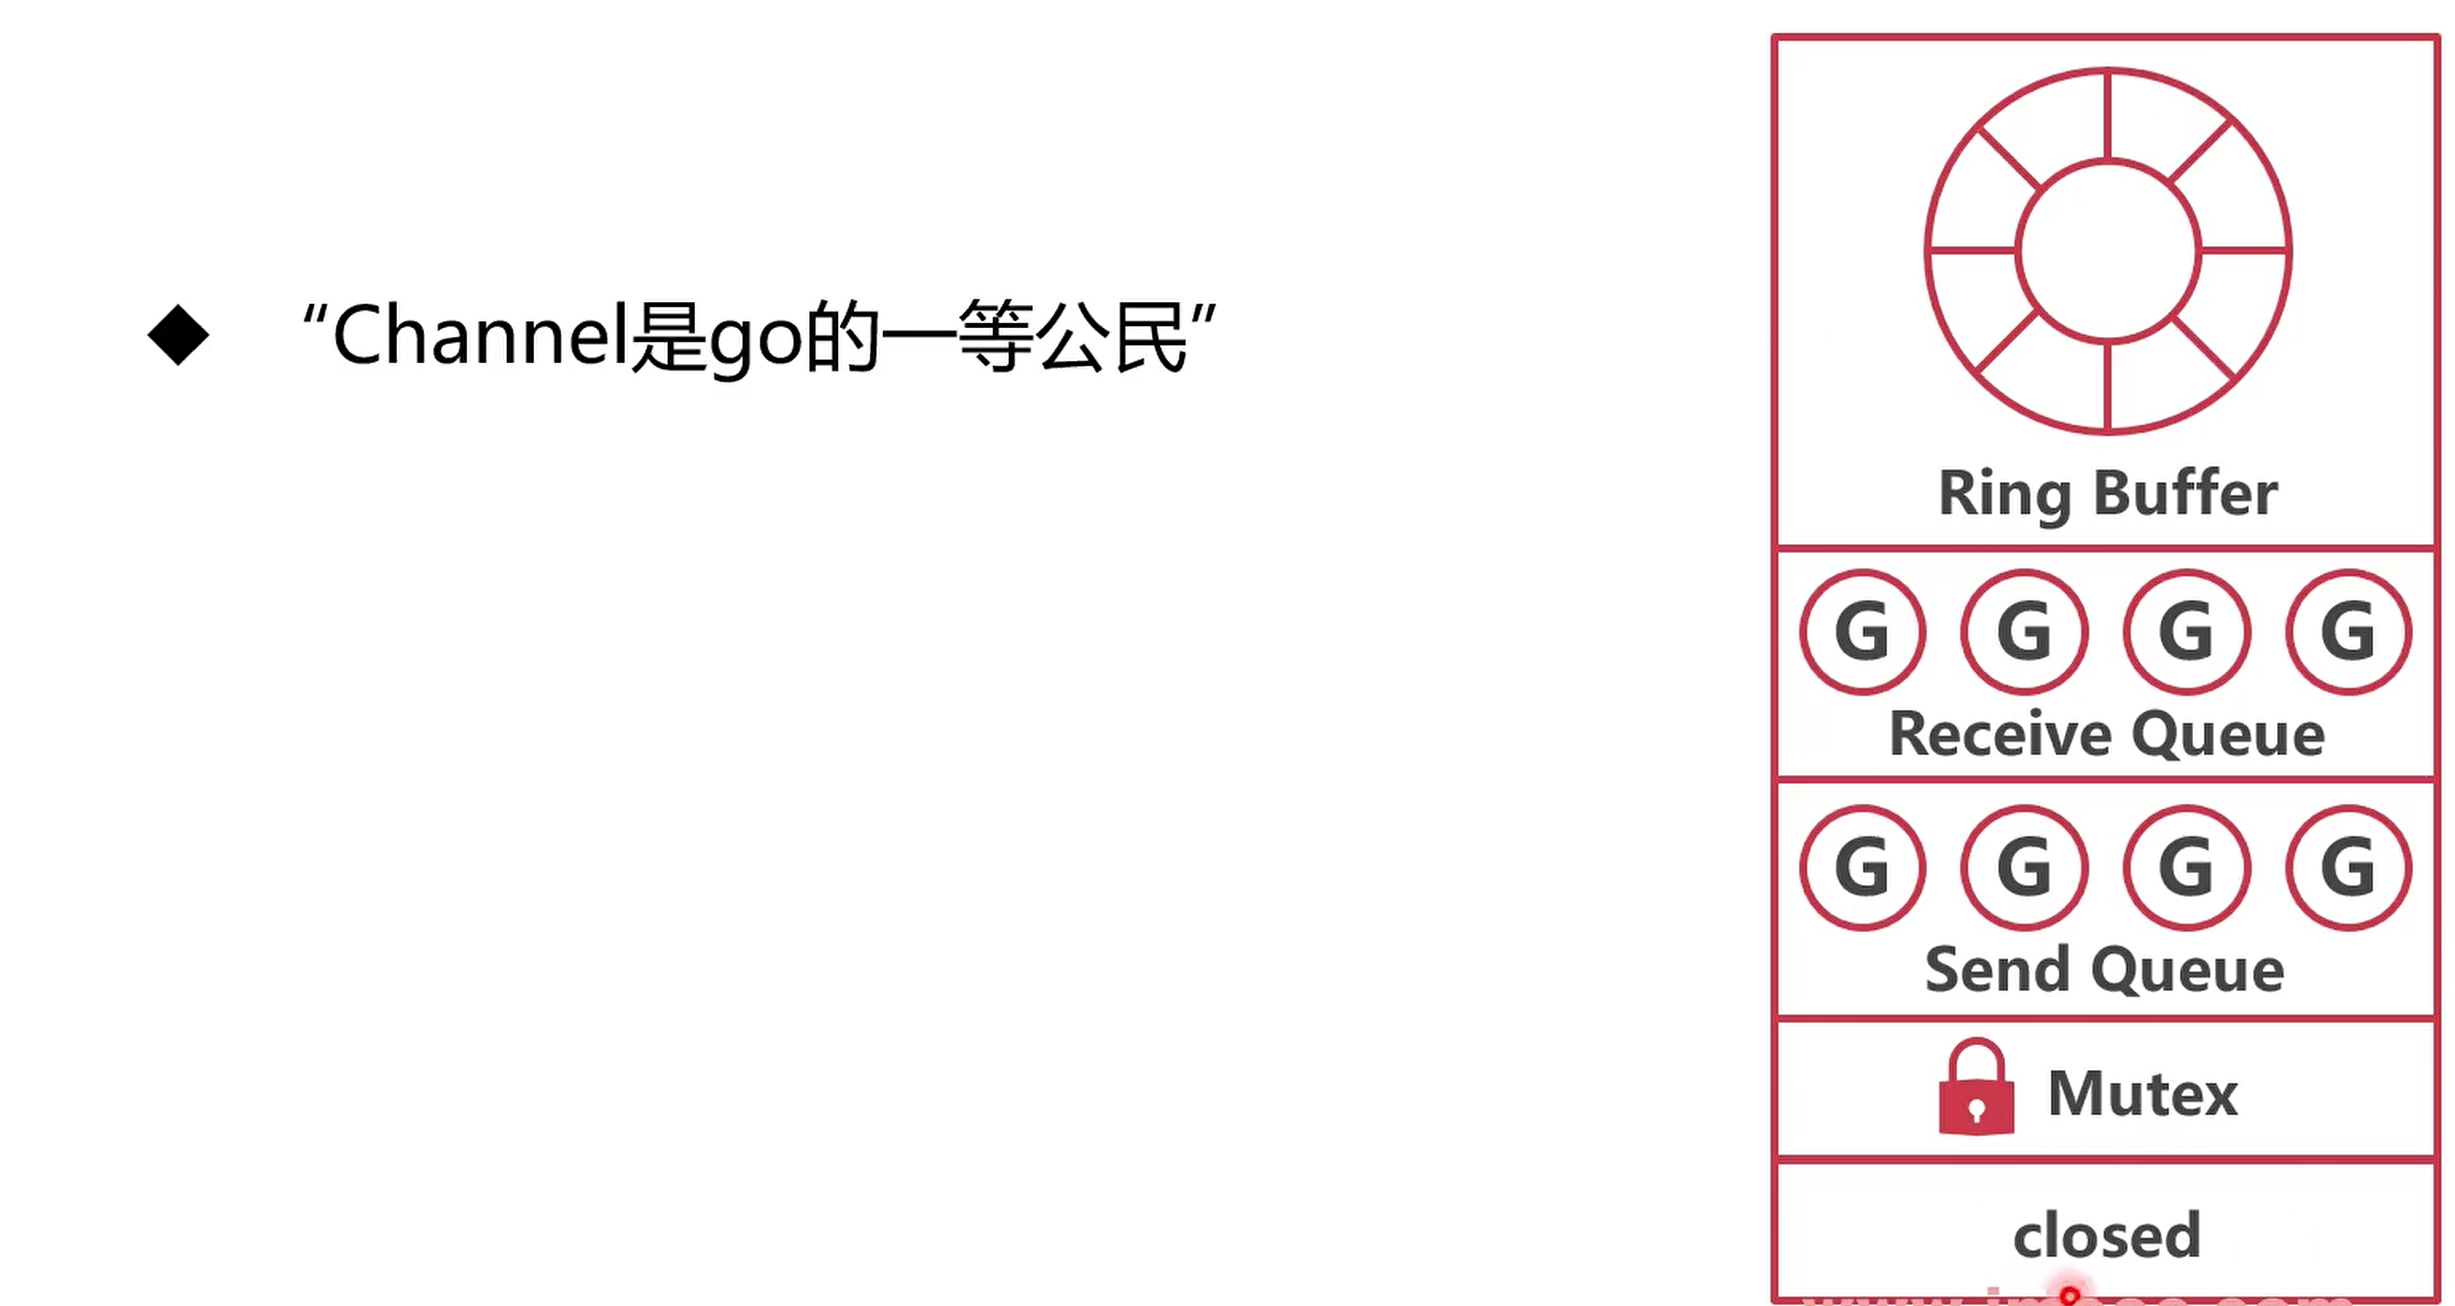 “Channel是go的一等公民”
Ring Buffer
G G G G
Receive Queue
G G G G
Send Queue
Mutex
closed